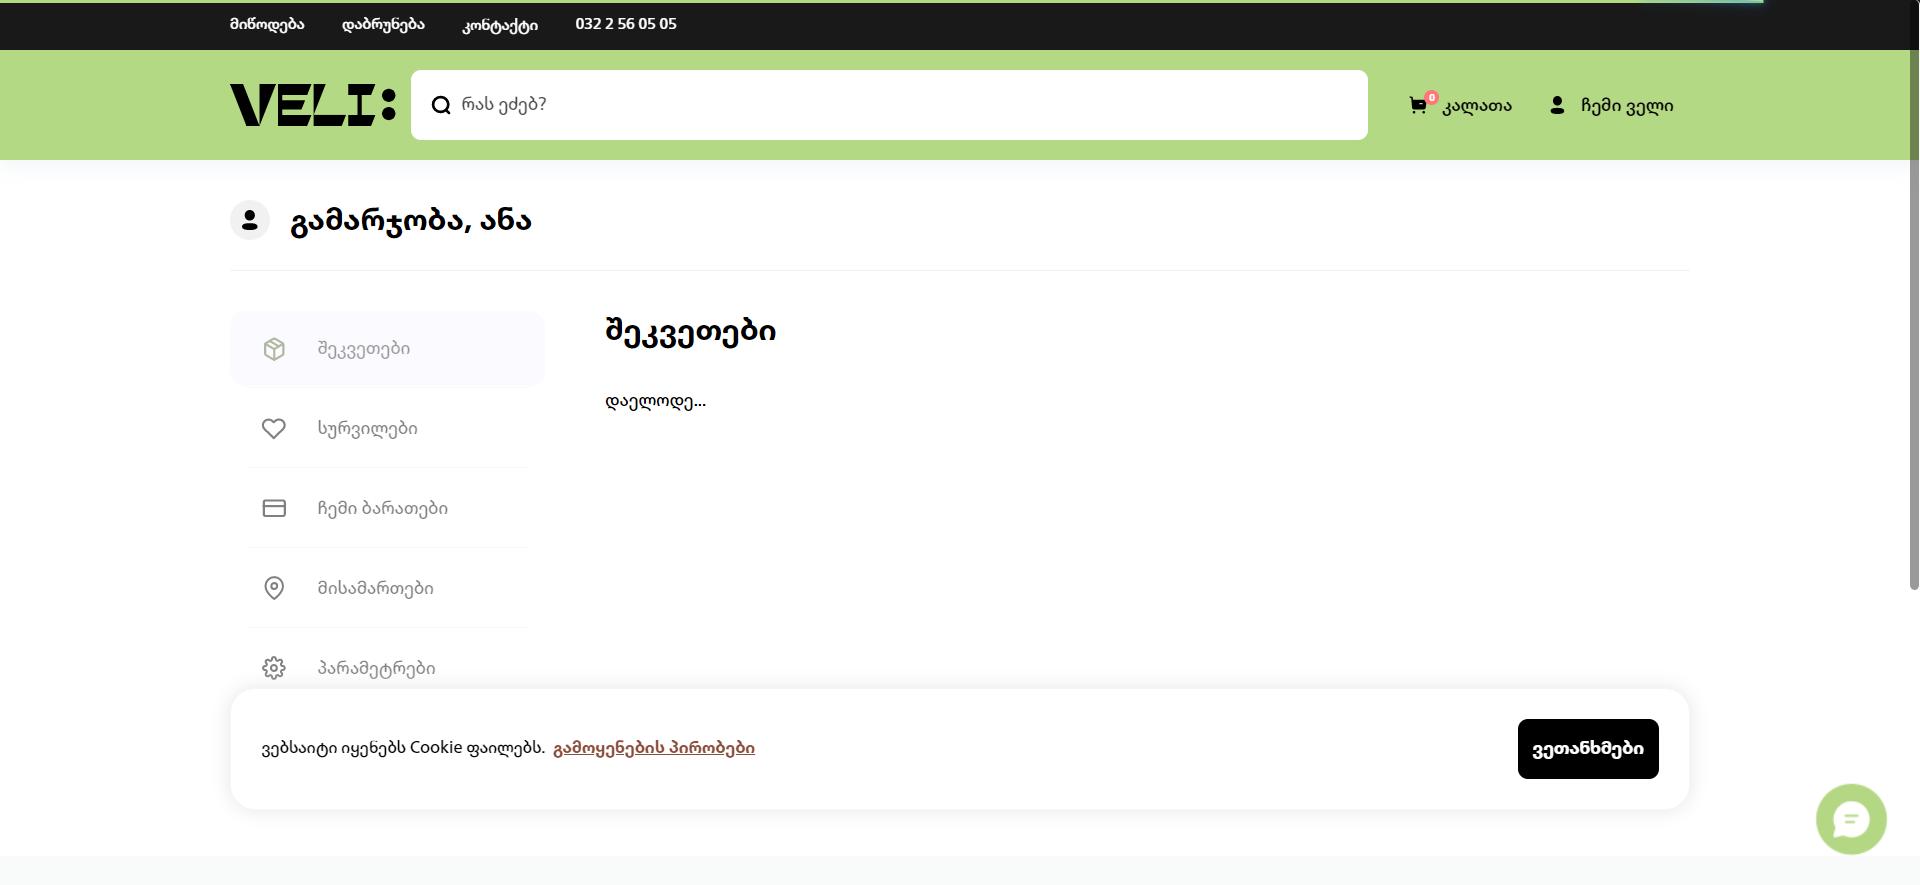 მიწოდება დაბრუნება კონტაქტი 032 2 56 05 05
VELI: რას ეძებ? 0 კალათა ჩემი ველი
გამარჯობა, ანა
შეკვეთები
სურვილები
ჩემი ბარათები
მისამართები
პარამეტრები
შეკვეთები
დაელოდე...
ვებსაიტი იყენებს Cookie ფაილებს. გამოყენების პირობები
ვეთანხმები